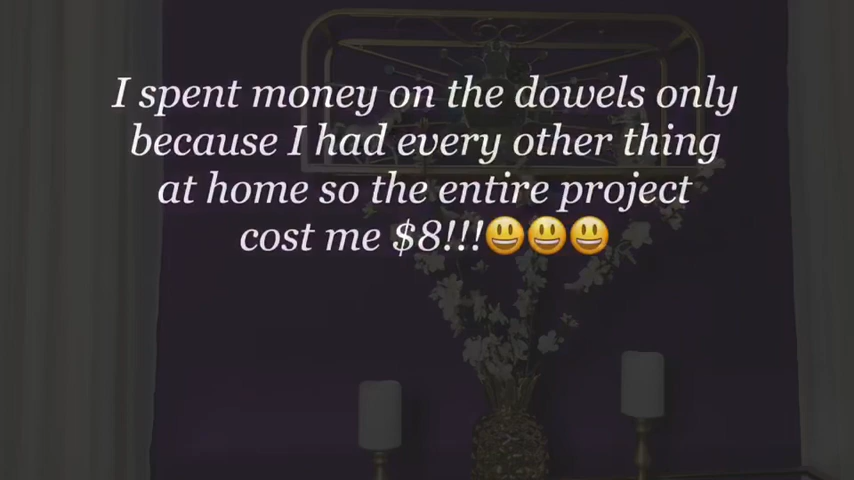 I spent money on the dowels only
because I had every other thing
at home so the entire project
cost me $8!!!😃😃😃